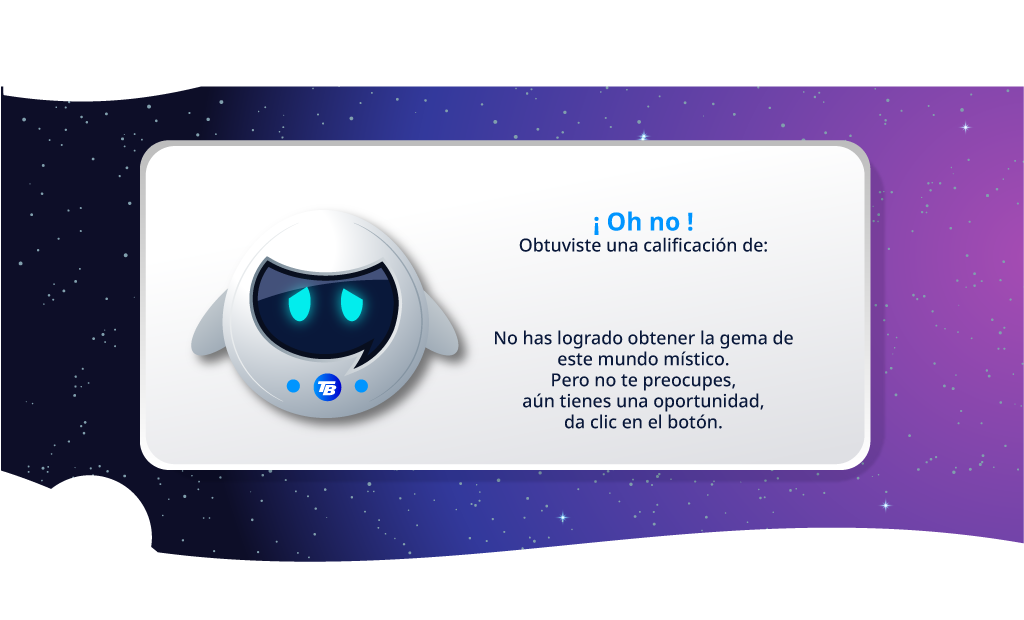 ¡ Oh no !
Obtuviste una calificación de:
No has logrado obtener la gema de
este mundo místico.
Pero no te preocupes,
aún tienes una oportunidad,
da clic en el botón.
TB